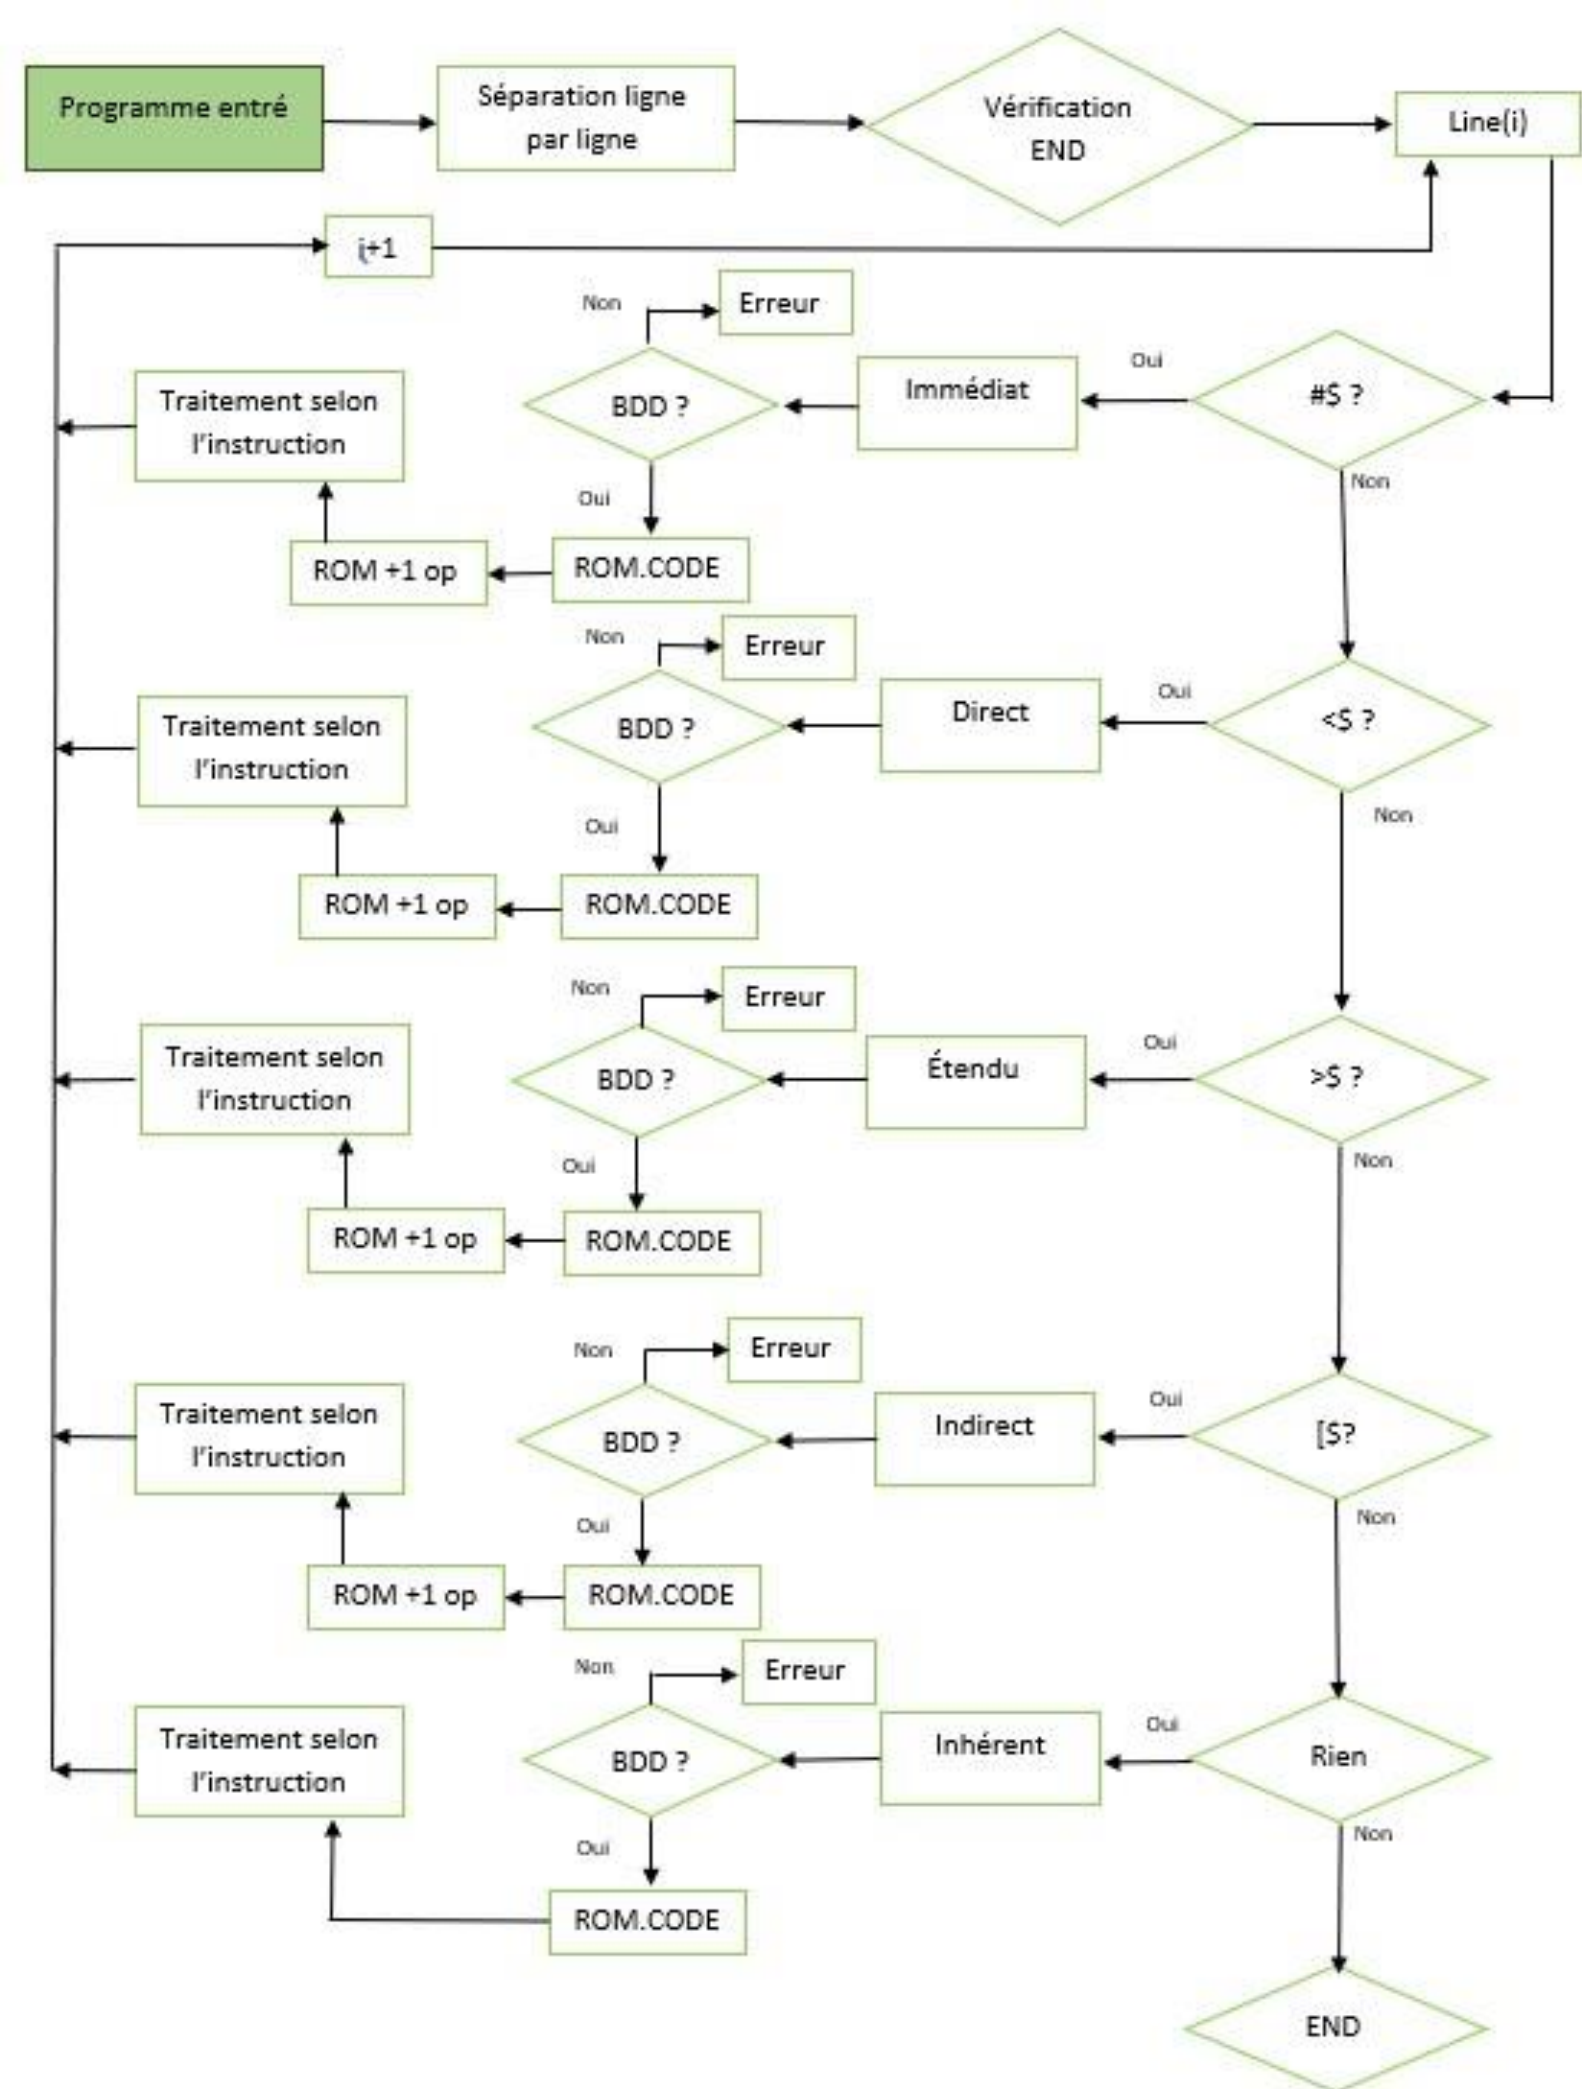 Programme entré
Séparation ligne
par ligne
Vérification
END
Line(i)
i+1
Non
Erreur
Traitement selon
l'instruction
BDD ?
Immédiat
Oui
#$ ?
Oui
Non
ROM +1 op
ROM.CODE
Non
Erreur
Traitement selon
l'instruction
BDD ?
Direct
Oui
<$ ?
Oui
Non
ROM +1 op
ROM.CODE
Non
Erreur
Traitement selon
l'instruction
BDD ?
Étendu
Oui
>$ ?
Oui
Non
ROM +1 op
ROM.CODE
Non
Erreur
Traitement selon
l'instruction
BDD ?
Indirect
Oui
[$?
Oui
Non
ROM +1 op
ROM.CODE
Non
Erreur
Traitement selon
l'instruction
BDD ?
Inhérent
Oui
Rien
Oui
Non
ROM.CODE
END